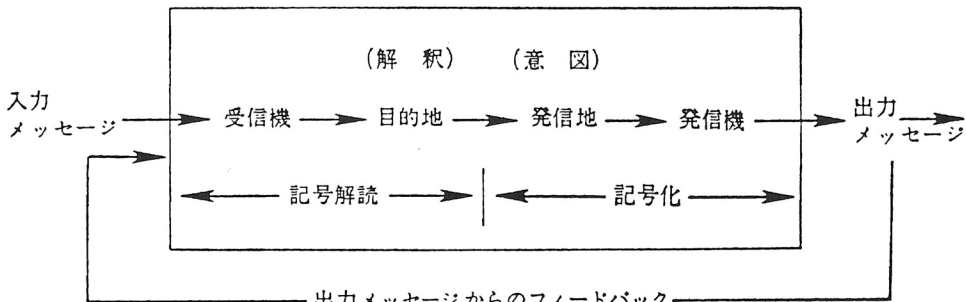 (解 釈) (意 図)
入力
メッセージ
受信機 目的地 発信地 発信機
出力
メッセージ
記号解読 記号化
出力メッセージからのフィードバック